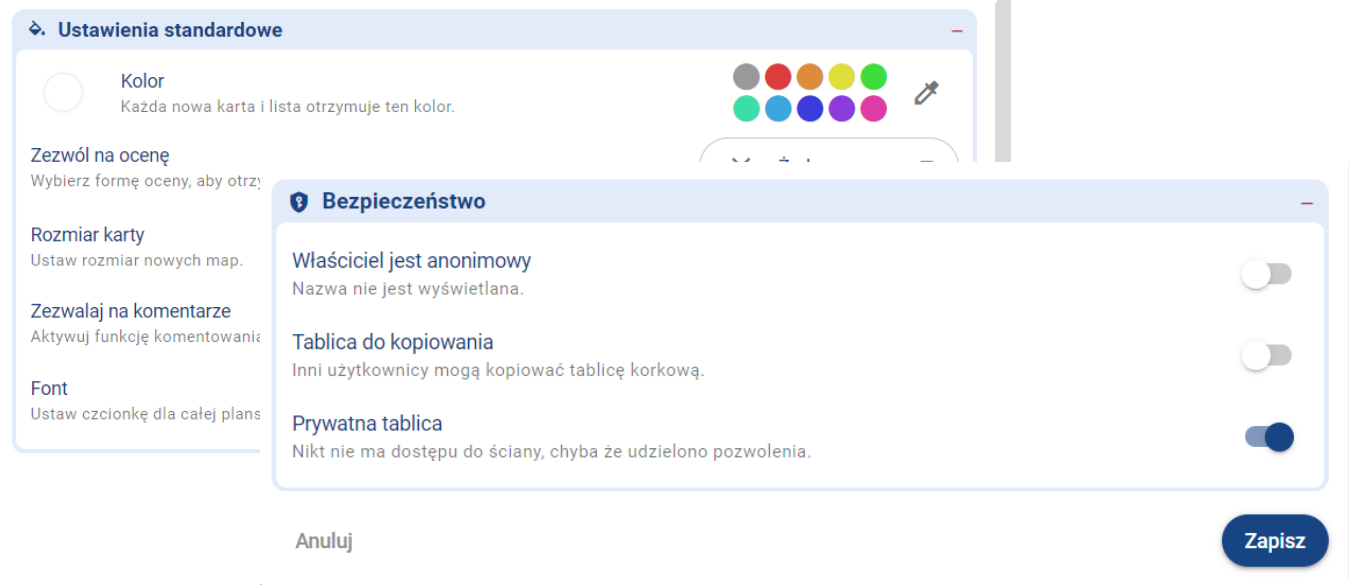 Ustawienia standardowe
Kolor
Każda nowa karta i lista otrzymuje ten kolor.
Zezwól na ocenę
Wybierz formę oceny, aby
Bezpieczeństwo
Rozmiar karty
Ustaw rozmiar nowych map.
Właściciel jest anonimowy
Nazwa nie jest wyświetlana.
Zezwalaj na komentarze
Aktywuj funkcję komentowania
Tablica do kopiowania
Inni użytkownicy mogą kopiować tablicę korkową.
Font
Ustaw czcionkę dla całej
Prywatna tablica
Nikt nie ma dostępu do ściany, chyba że udzielono pozwolenia.
Anuluj
Zapisz